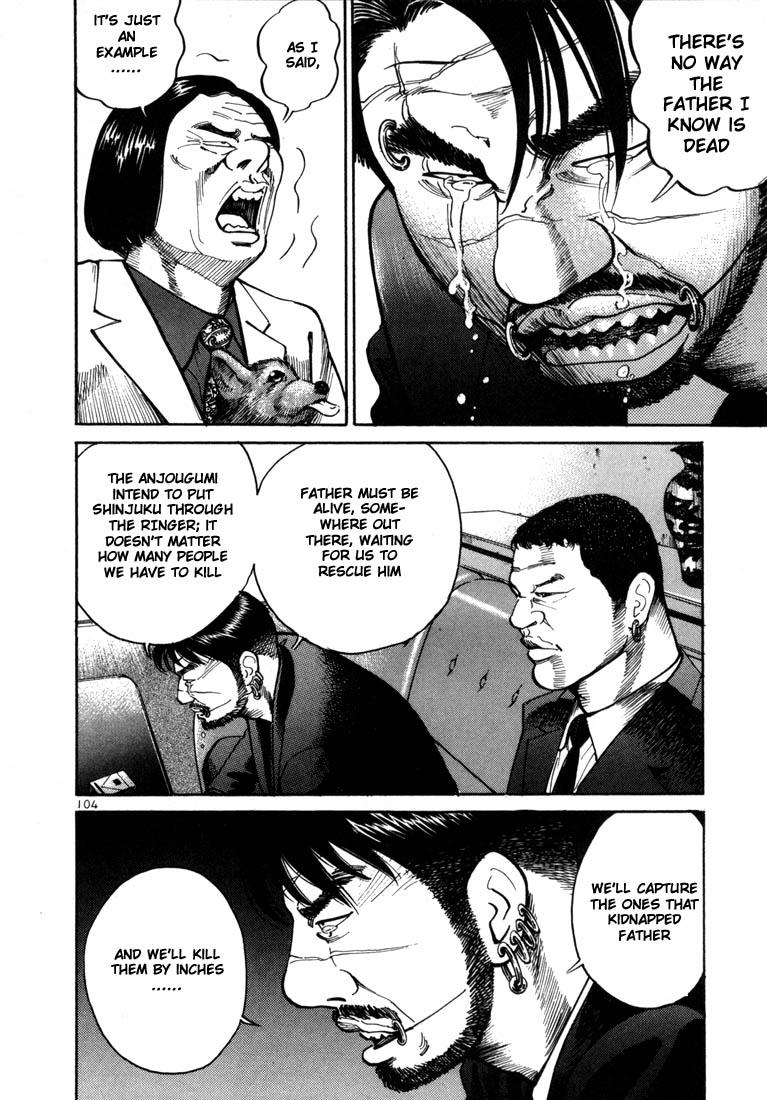 THERE'S
NO WAY
THE
FATHER I
KNOW IS
DEAD
AS I
SAID,
IT'S JUST
AN
EXAMPLE
......
FATHER MUST BE
ALIVE, SOME-
WHERE OUT
THERE, WAITING
FOR US TO
RESCUE HIM
THE ANJOUGUMI
INTEND TO PUT
SHINJUKU THROUGH
THE RINGER; IT
DOESN'T MATTER
HOW MANY PEOPLE
WE HAVE TO KILL
104
WE'LL CAPTURE
THE ONES THAT
KIDNAPPED
FATHER
AND WE'LL KILL
THEM BY INCHES
......